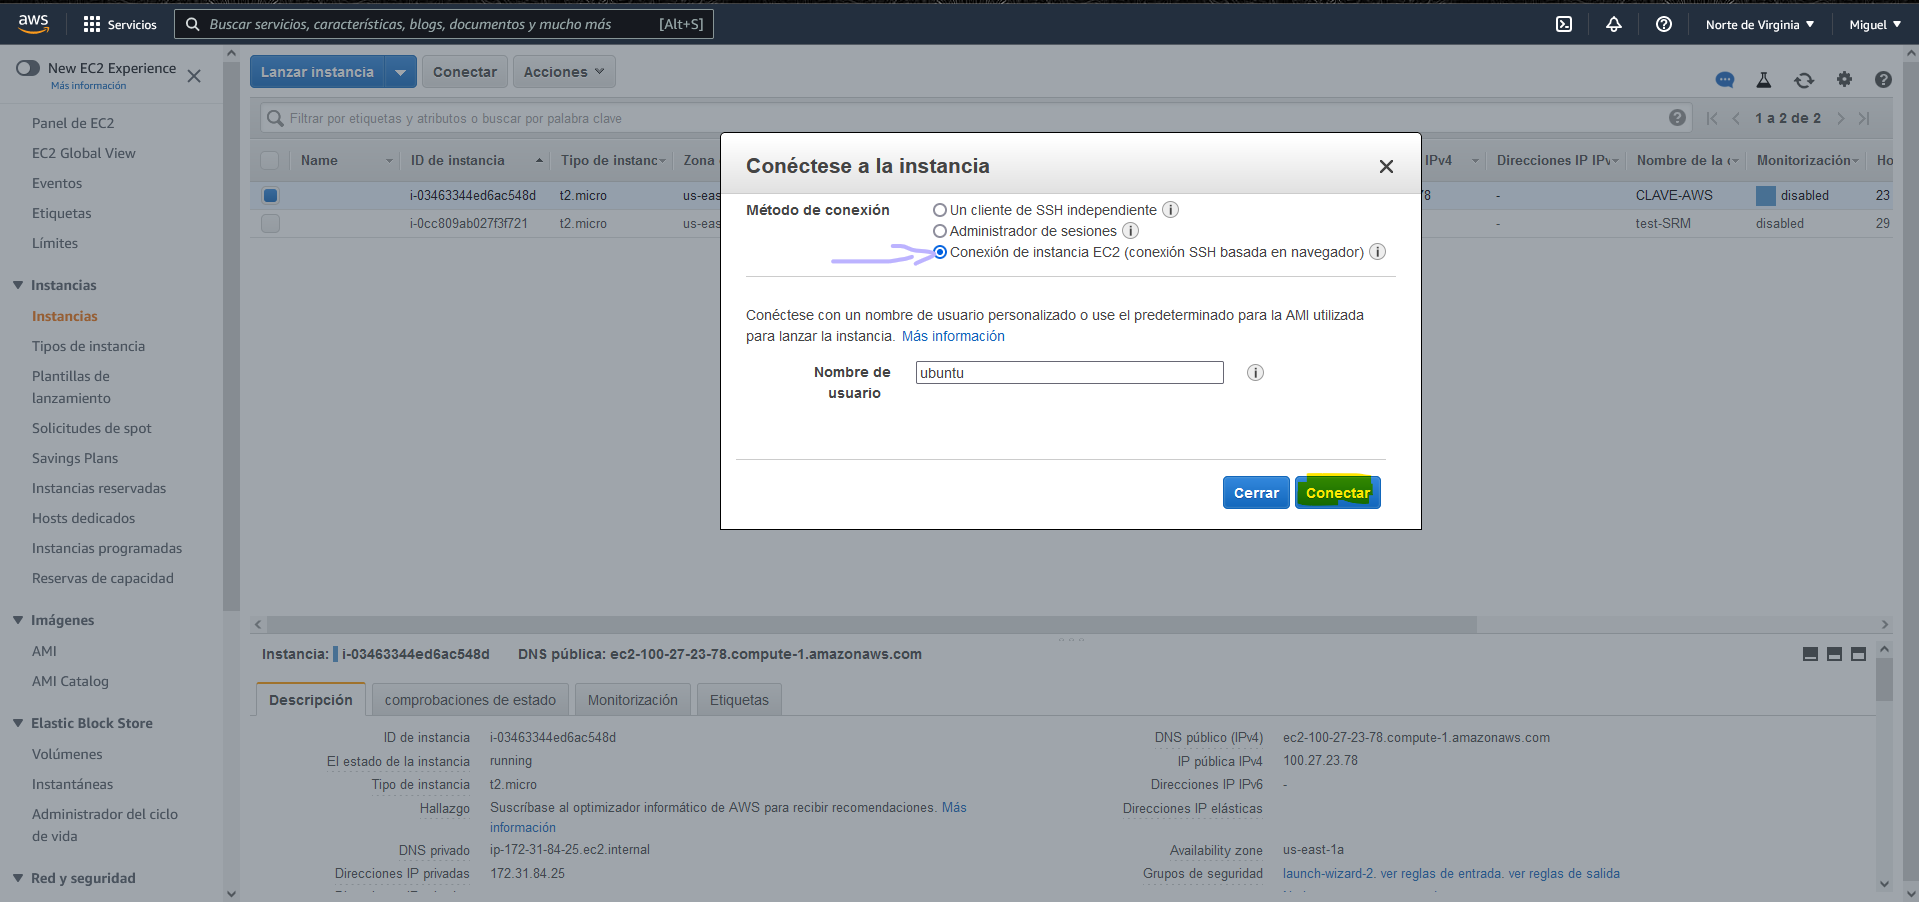 aws
Servicios
Buscar servicios, características, blogs, documentos y mucho más
[Alt+S]
Norte de Virginia
Miguel
New EC2 Experience
Más información
Panel de EC2
EC2 Global View
Eventos
Etiquetas
Límites
Instancias
Instancias
Tipos de instancia
Plantillas de
lanzamiento
Solicitudes de spot
Savings Plans
Instancias reservadas
Hosts dedicados
Instancias programadas
Reservas de capacidad
Imágenes
AMI
AMI Catalog
Elastic Block Store
Volúmenes
Instantáneas
Administrador del ciclo
de vida
Red y seguridad
Lanzar instancia
Conectar
Acciones
Filtrar por etiquetas y atributos o buscar por palabra clave
1 a 2 de 2
Name
ID de instancia
Tipo de instanc
Zona
IPv4
Direcciones IP IPv
Nombre de la c
Monitorización
Ho
i-03463344ed6ac548d
t2.micro
us-eas
78
-
CLAVE-AWS
disabled
23
i-0cc809ab027f3f721
t2.micro
us-eas
-
test-SRM
disabled
29
Conéctese a la instancia
Método de conexión
Un cliente de SSH independiente
Administrador de sesiones
Conexión de instancia EC2 (conexión SSH basada en navegador)
Conéctese con un nombre de usuario personalizado o use el predeterminado para la AMI utilizada
para lanzar la instancia. Más información
Nombre de
usuario
ubuntu
Cerrar
Conectar
Instancia: i-03463344ed6ac548d
DNS pública: ec2-100-27-23-78.compute-1.amazonaws.com
Descripción
comprobaciones de estado
Monitorización
Etiquetas
ID de instancia
i-03463344ed6ac548d
DNS público (IPv4)
ec2-100-27-23-78.compute-1.amazonaws.com
El estado de la instancia
running
IP pública IPv4
100.27.23.78
Tipo de instancia
t2.micro
Direcciones IP IPv6
-
Hallazgo
Suscríbase al optimizador informático de AWS para recibir recomendaciones. Más
información
Direcciones IP elásticas
DNS privado
ip-172-31-84-25.ec2.internal
Availability zone
us-east-1a
Direcciones IP privadas
172.31.84.25
Grupos de seguridad
launch-wizard-2. ver reglas de entrada. ver reglas de salida